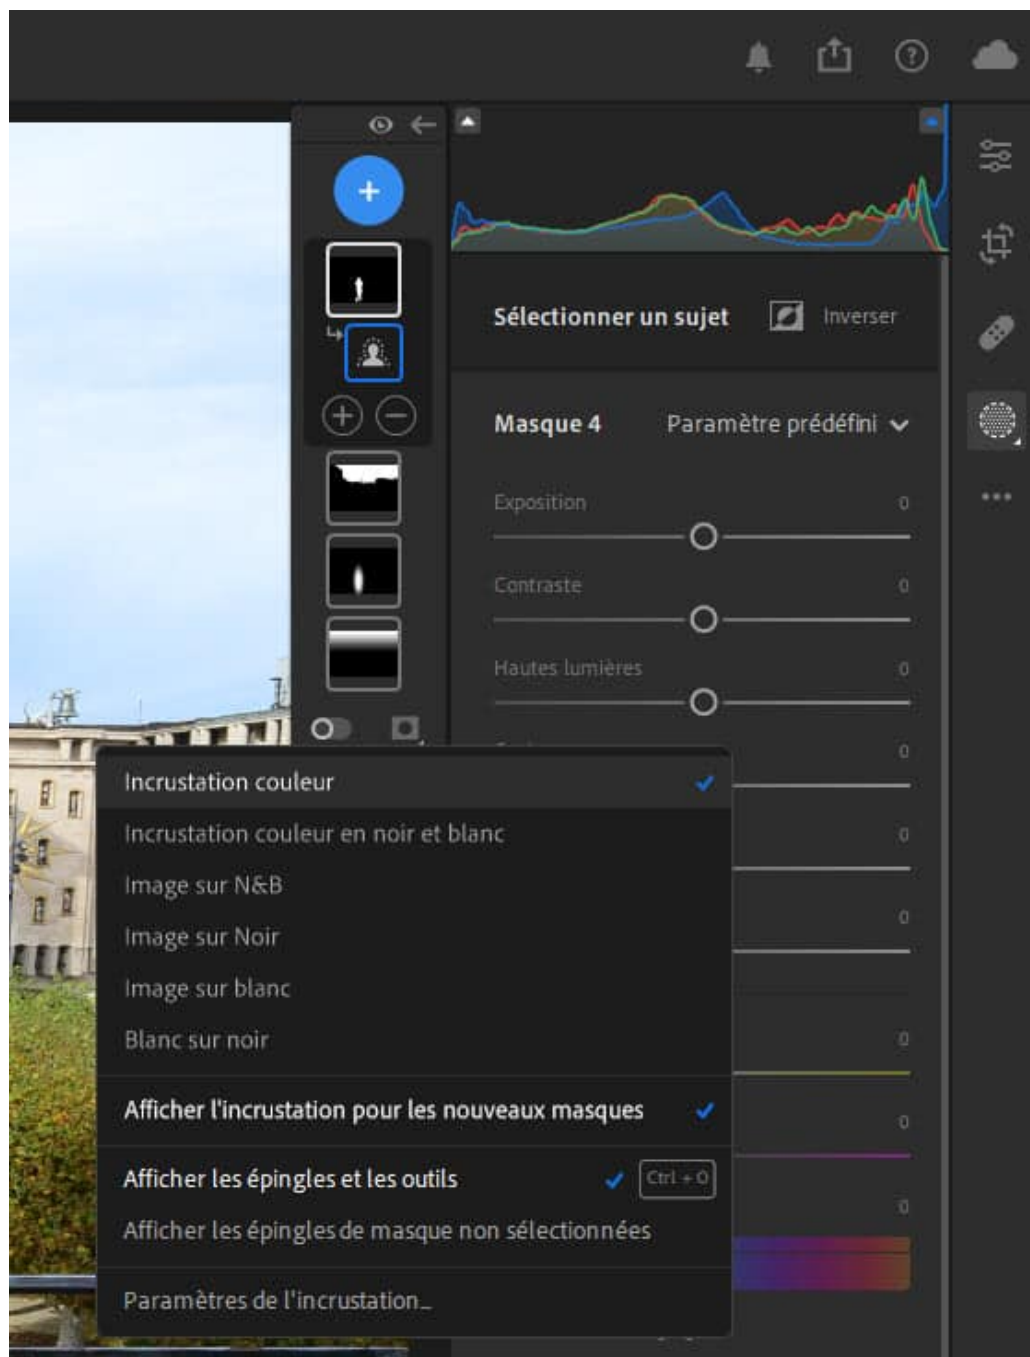 Sélectionner un sujet Inverser
Masque 4 Paramètre prédéfini
Exposition 0
Contraste 0
Hautes lumières 0
0
0
0
0
0
0
Incrustation couleur
Incrustation couleur en noir et blanc
Image sur N&B
Image sur Noir
Image sur blanc
Blanc sur noir
Afficher l'incrustation pour les nouveaux masques
Afficher les épingles et les outils Ctrl + O
Afficher les épingles de masque non sélectionnées
Paramètres de l'incrustation...